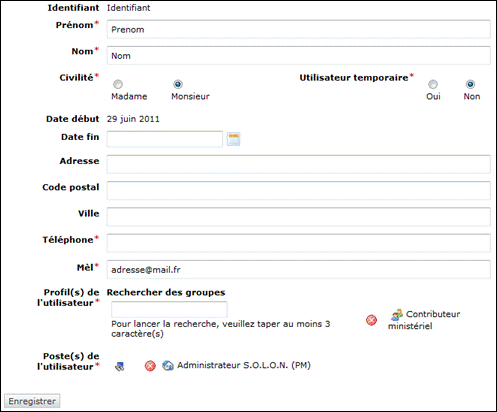 Identifiant Identifiant
Prénom* Prenom
Nom* Nom
Civilité* Utilisateur temporaire*
Madame Monsieur Oui Non
Date début 29 juin 2011
Date fin
Adresse
Code postal
Ville
Téléphone*
Mèl* adresse@mail.fr
Profil(s) de l'utilisateur*
Rechercher des groupes
Pour lancer la recherche, veuillez taper au moins 3
caractère(s)
Contributeur
ministériel
Poste(s) de
l'utilisateur*
Administrateur S.O.L.O.N. (PM)
Enregistrer